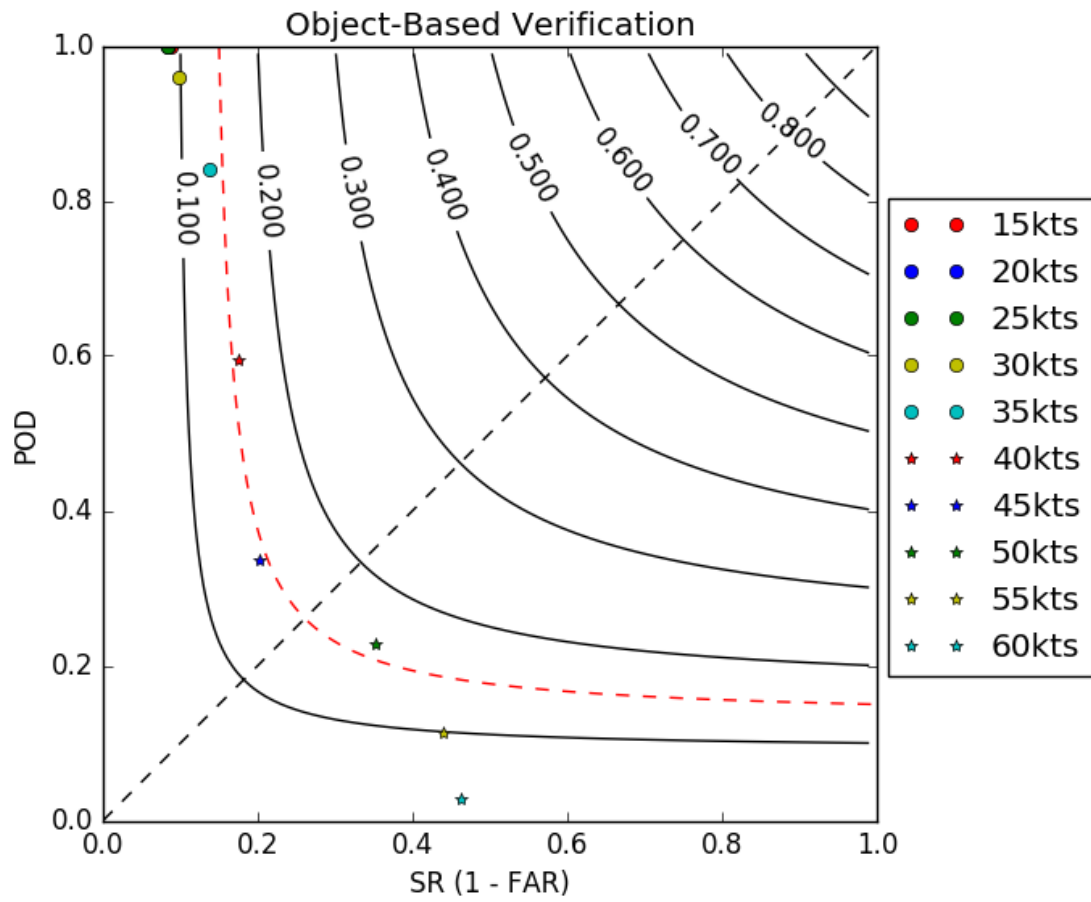 Object-Based Verification
1.0
0.8
0.6
0.4
0.2
0.0
POD
0.100
0.200
0.300
0.400
0.500
0.600
0.700
0.800
0.0
0.2
0.4
0.6
0.8
1.0
SR (1 - FAR)
15kts
20kts
25kts
30kts
35kts
40kts
45kts
50kts
55kts
60kts